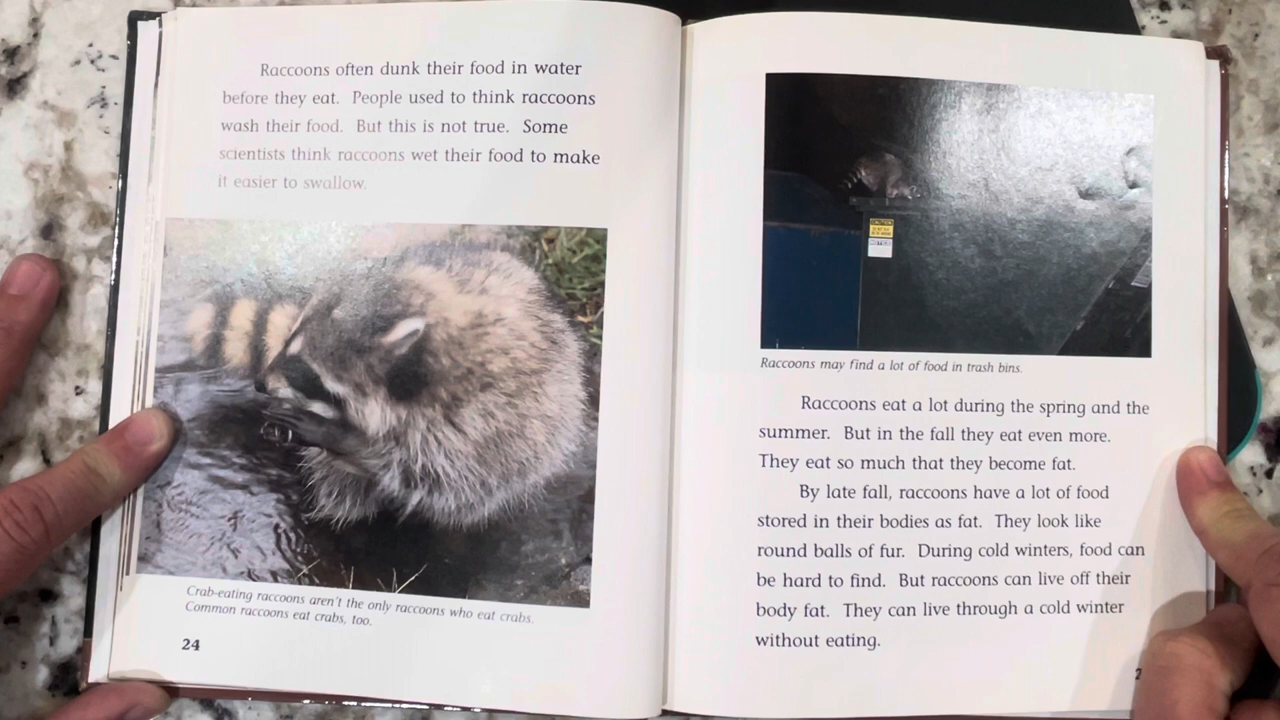 Raccoons often dunk their food in water
before they eat. People used to think raccoons
wash their food. But this is not true. Some
scientists think raccoons wet their food to make
it easier to swallow.
Crab-eating raccoons aren't the only raccoons who eat crabs.
Common raccoons eat crabs, too.
24
Raccoons may find a lot of food in trash bins.
Raccoons eat a lot during the spring and the
summer. But in the fall they eat even more.
They eat so much that they become fat.
By late fall, raccoons have a lot of food
stored in their bodies as fat. They look like
round balls of fur. During cold winters, food can
be hard to find. But raccoons can live off their
body fat. They can live through a cold winter
without eating.
2